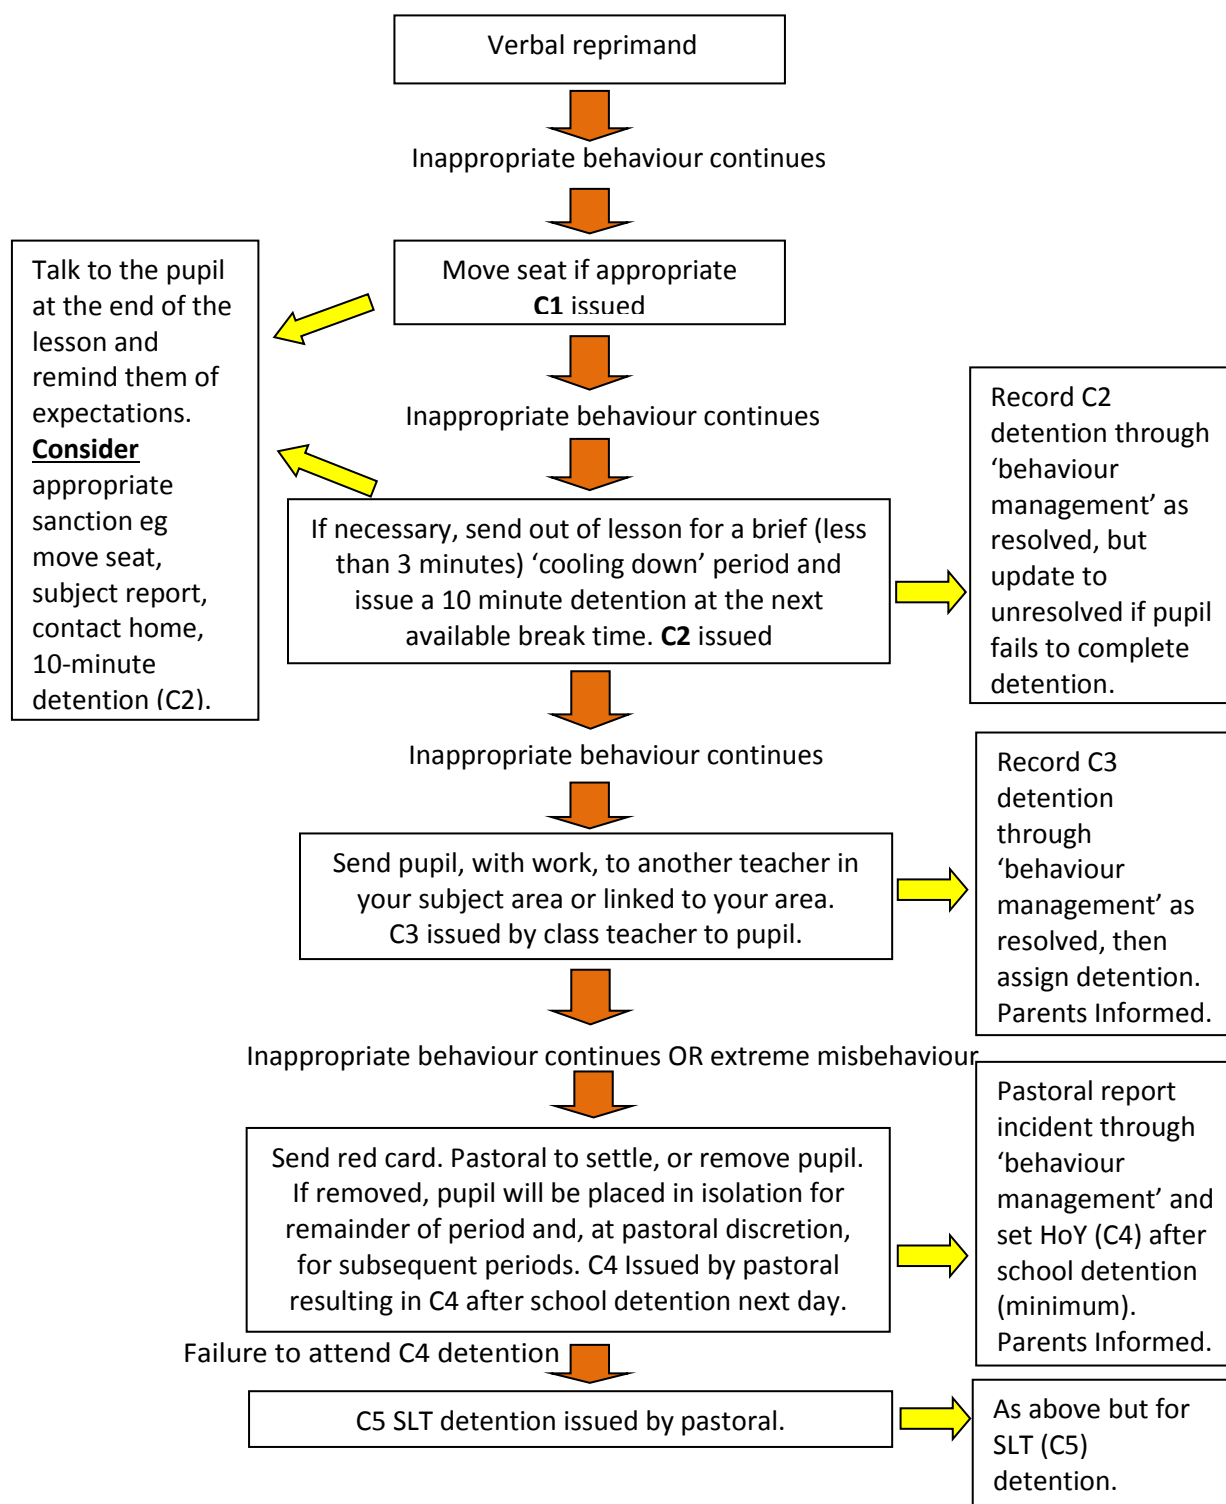 Verbal reprimand
Inappropriate behaviour continues
Move seat if appropriate
C1 issued
Talk to the pupil
at the end of the
lesson and
remind them of
expectations.
Consider
appropriate
sanction eg
move seat,
subject report,
contact home,
10-minute
detention (C2).
Inappropriate behaviour continues
If necessary, send out of lesson for a brief (less
than 3 minutes) ‘cooling down’ period and
issue a 10 minute detention at the next
available break time. C2 issued
Record C2
detention through
‘behaviour
management’ as
resolved, but
update to
unresolved if pupil
fails to complete
detention.
Inappropriate behaviour continues
Send pupil, with work, to another teacher in
your subject area or linked to your area.
C3 issued by class teacher to pupil.
Record C3
detention
through
‘behaviour
management’ as
resolved, then
assign detention.
Parents Informed.
Inappropriate behaviour continues OR extreme misbehaviour
Send red card. Pastoral to settle, or remove pupil.
If removed, pupil will be placed in isolation for
remainder of period and, at pastoral discretion,
for subsequent periods. C4 Issued by pastoral
resulting in C4 after school detention next day.
Pastoral report
incident through
‘behaviour
management’ and
set HoY (C4) after
school detention
(minimum).
Parents Informed.
Failure to attend C4 detention
C5 SLT detention issued by pastoral.
As above but for
SLT (C5)
detention.